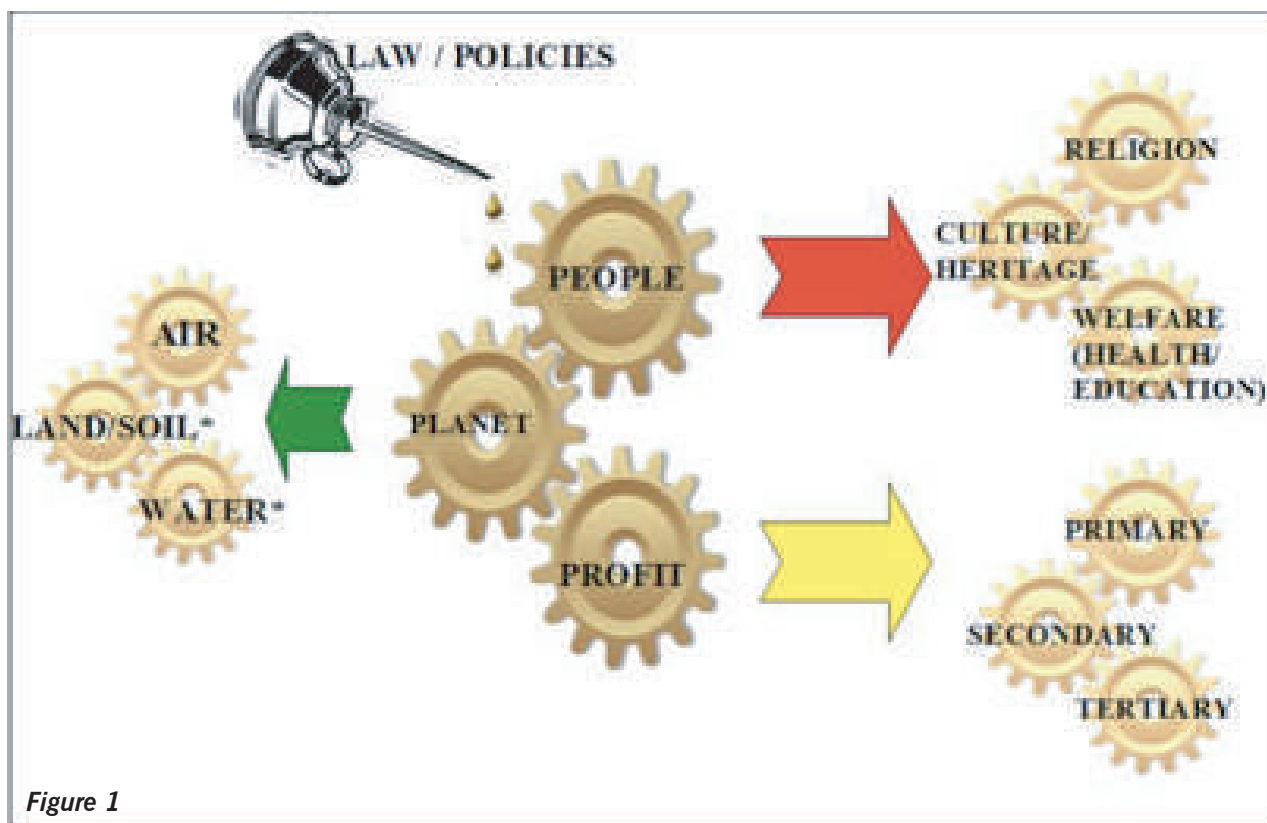 LAW / POLICIES
RELIGION
CULTURE/
HERITAGE
WELFARE
(HEALTH/
EDUCATION)
PEOPLE
AIR
LAND/SOIL*
WATER*
PLANET
PROFIT
PRIMARY
SECONDARY
TERTIARY
Figure 1